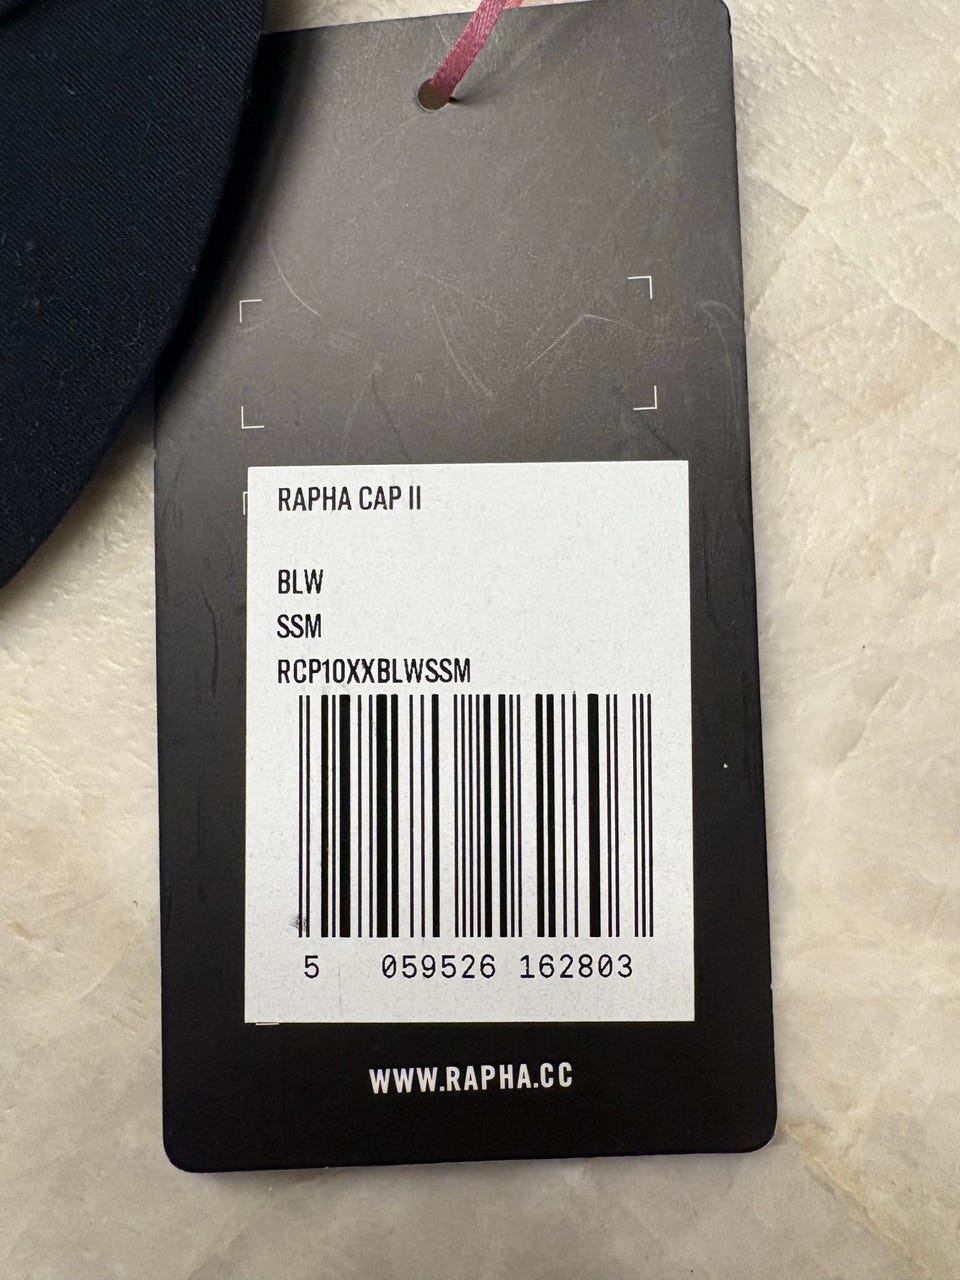 RAPHA CAP II
BLW
SSM
RCP10XXBLWSSM
5 059526 162803
WWW.RAPHA.CC